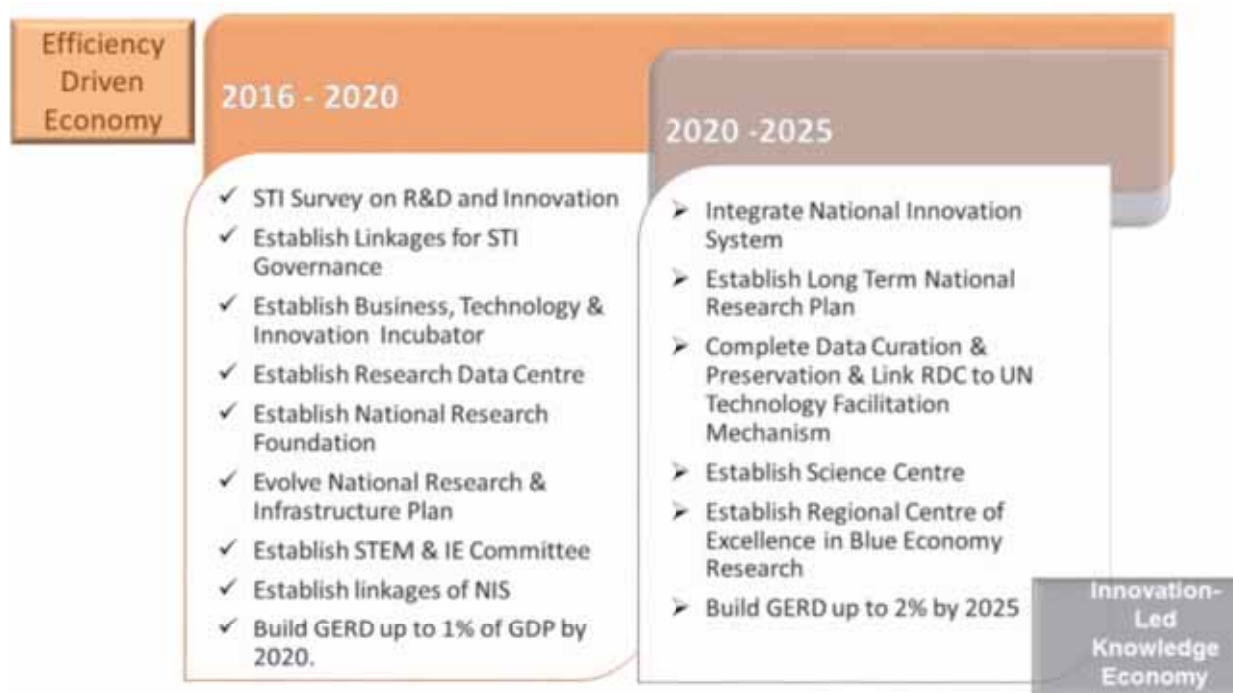 Efficiency
Driven
Economy
2016 - 2020
STI Survey on R&D and Innovation
Establish Linkages for STI
Governance
Establish Business, Technology &
Innovation Incubator
Establish Research Data Centre
Establish National Research
Foundation
Evolve National Research &
Infrastructure Plan
Establish STEM & IE Committee
Establish linkages of NIS
Build GERD up to 1% of GDP by
2020.
2020 -2025
Integrate National Innovation
System
Establish Long Term National
Research Plan
Complete Data Curation &
Preservation & Link RDC to UN
Technology Facilitation
Mechanism
Establish Science Centre
Establish Regional Centre of
Excellence in Blue Economy
Research
Build GERD up to 2% by 2025
Innovation-
Led
Knowledge
Economy